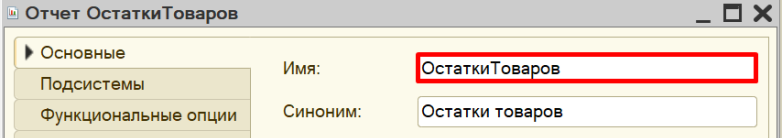 Отчет ОстаткиТоваров
Основные
Подсистемы
Функциональные опции
Имя: ОстаткиТоваров
Синоним: Остатки товаров